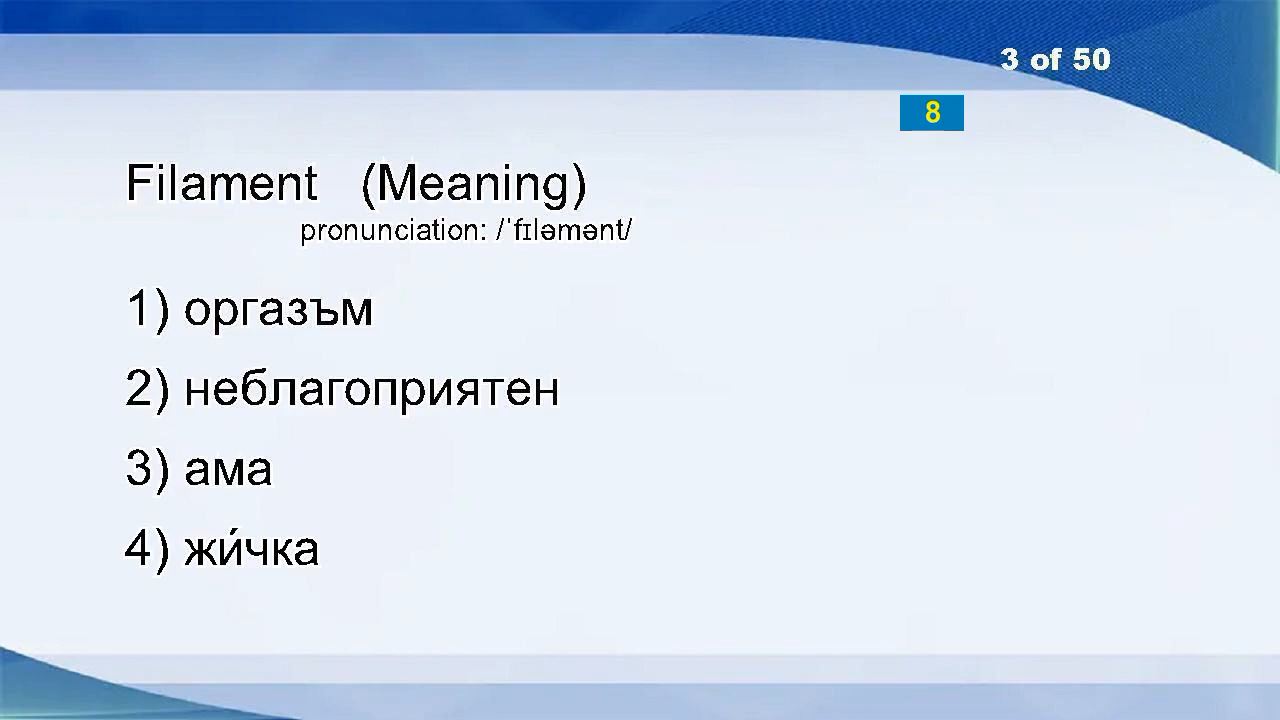 3 of 50
8
Filament (Meaning)
pronunciation: /ˈfɪləmənt/
1) оргазъм
2) неблагоприятен
3) ама
4) жи́чка